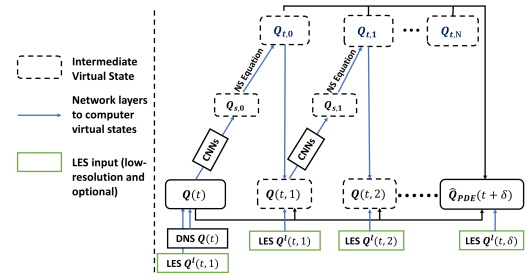 Intermediate
Virtual State
Network layers
to computer
virtual states
LES input (low-
resolution and
optional)
Q_{t,0}
Q_{t,1}
Q_{t,N}
NS Equation
NS Equation
Q_{s,0}
Q_{s,1}
CNNs
CNNs
Q(t)
Q(t, 1)
Q(t, 2)
Q̂_{PDE}(t + δ)
DNS Q(t)
LES Q^l(t, 1)
LES Q^l(t, 1)
LES Q^l(t, 2)
LES Q^l(t, δ)